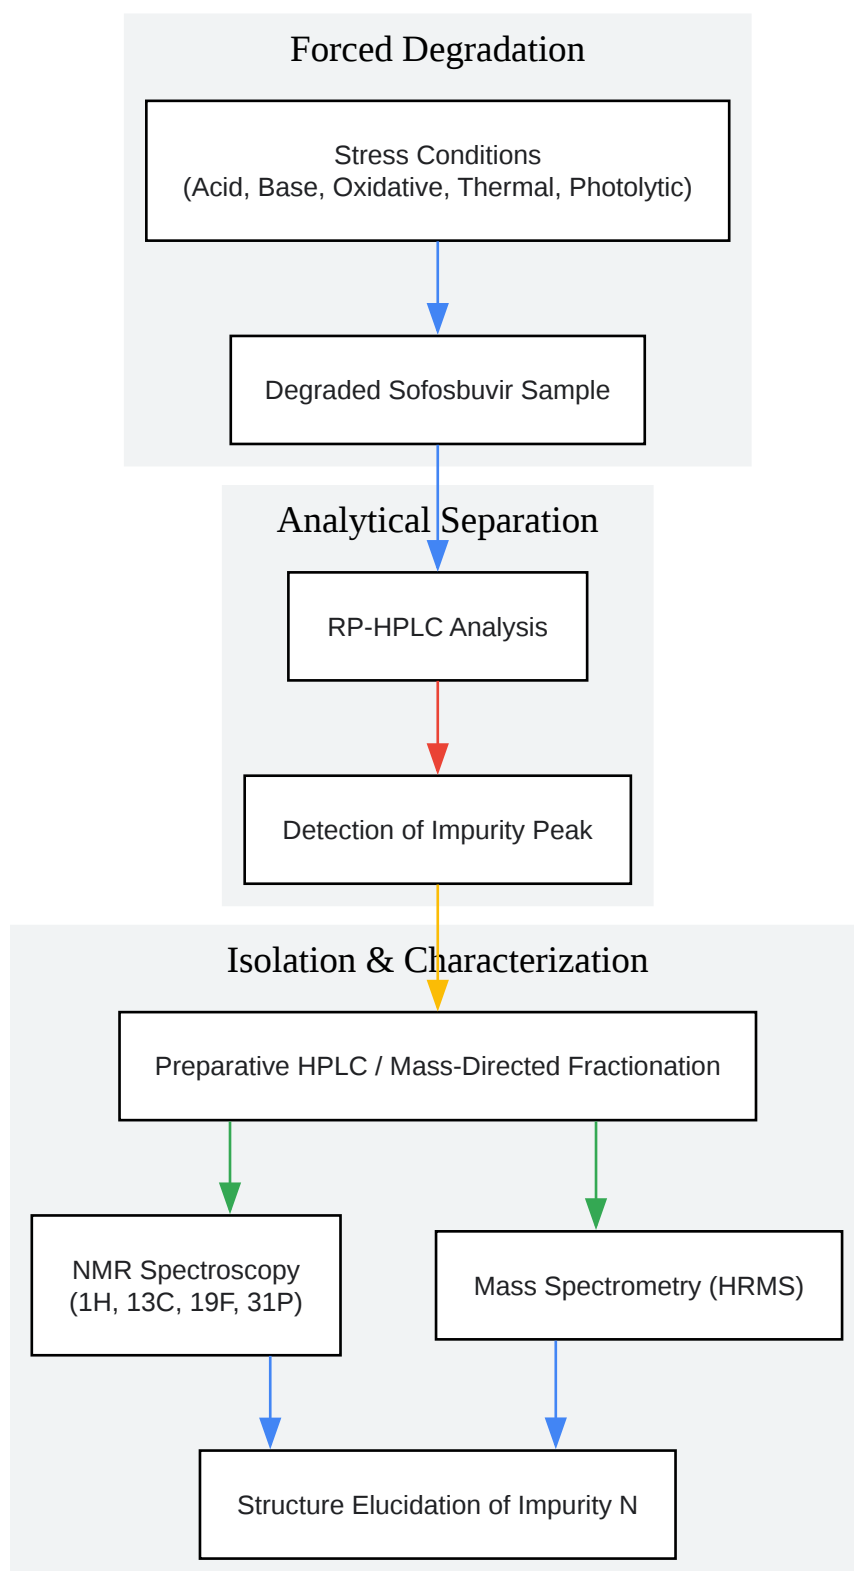 Forced Degradation
Stress Conditions
(Acid, Base, Oxidative, Thermal, Photolytic)
Degraded Sofosbuvir Sample
Analytical Separation
RP-HPLC Analysis
Detection of Impurity Peak
Isolation & Characterization
Preparative HPLC / Mass-Directed Fractionation
NMR Spectroscopy
(1H, 13C, 19F, 31P)
Mass Spectrometry (HRMS)
Structure Elucidation of Impurity N